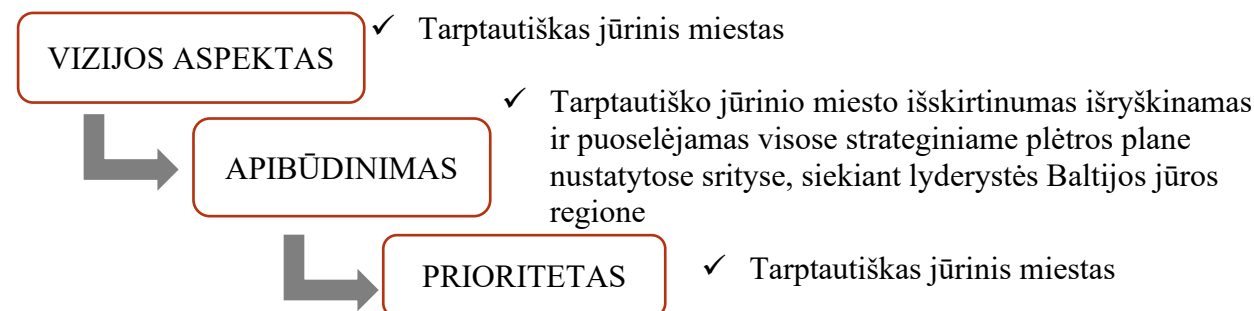 ✓ Tarptautiškas jūrinis miestas
VIZIJOS ASPEKTAS
✓ Tarptautiško jūrinio miesto išskirtinumas išryškinamas
ir puoselėjamas visose strateginiame plėtros plane
nustatytose srityse, siekiant lyderystės Baltijos jūros
regione
APIBŪDINIMAS
PRIORITETAS
✓ Tarptautiškas jūrinis miestas